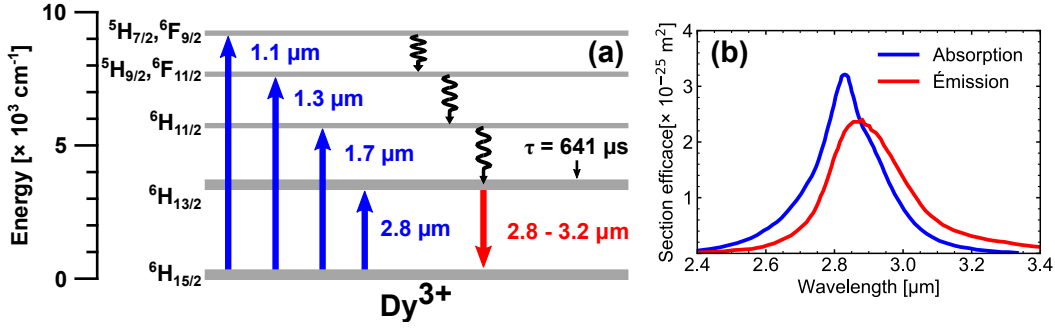 Energy [× 10³ cm⁻¹]
10
5
0
⁵H₇/₂,⁶F₉/₂
⁵H₉/₂,⁶F₁₁/₂
⁶H₁₁/₂
⁶H₁₃/₂
⁶H₁₅/₂
(a)
1.1 µm
1.3 µm
1.7 µm
2.8 µm
τ = 641 µs
2.8 - 3.2 µm
Dy³⁺
(b)
Absorption
Émission
Section efficace[× 10⁻²⁵ m²]
4
3
2
1
0
2.4 2.6 2.8 3.0 3.2 3.4
Wavelength [µm]